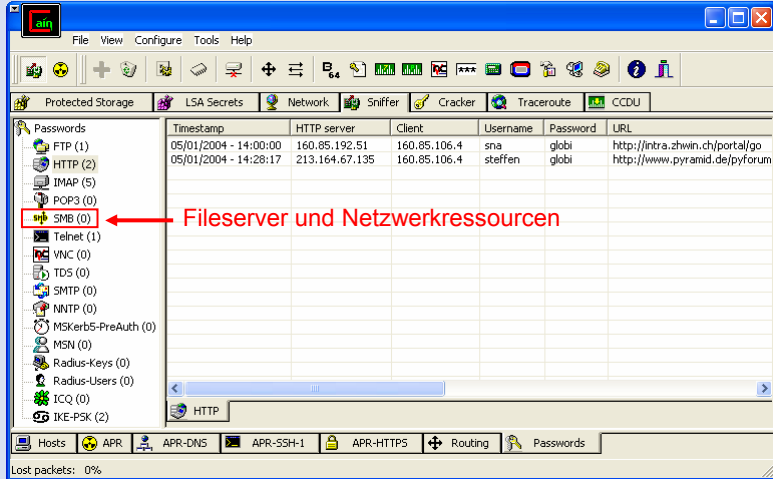 Cain
File View Configure Tools Help
B64
***
Protected Storage LSA Secrets Network Sniffer Cracker Traceroute CCDU
Passwords
FTP (1)
HTTP (2)
IMAP (5)
POP3 (0)
SMB (0)
Telnet (1)
VNC (0)
TDS (0)
SMTP (0)
NNTP (0)
MSKerb5-PreAuth (0)
MSN (0)
Radius-Keys (0)
Radius-Users (0)
ICQ (0)
IKE-PSK (2)
Timestamp HTTP server Client Username Password URL
05/01/2004 - 14:00:00 160.85.192.51 160.85.106.4 sna globi http://intra.zhwin.ch/portal/go
05/01/2004 - 14:28:17 213.164.67.135 160.85.106.4 steffen globi http://www.pyramid.de/pyforum
Fileserver und Netzwerkressourcen
HTTP
Hosts APR APR-DNS APR-SSH-1 APR-HTTPS Routing Passwords
Lost packets: 0%